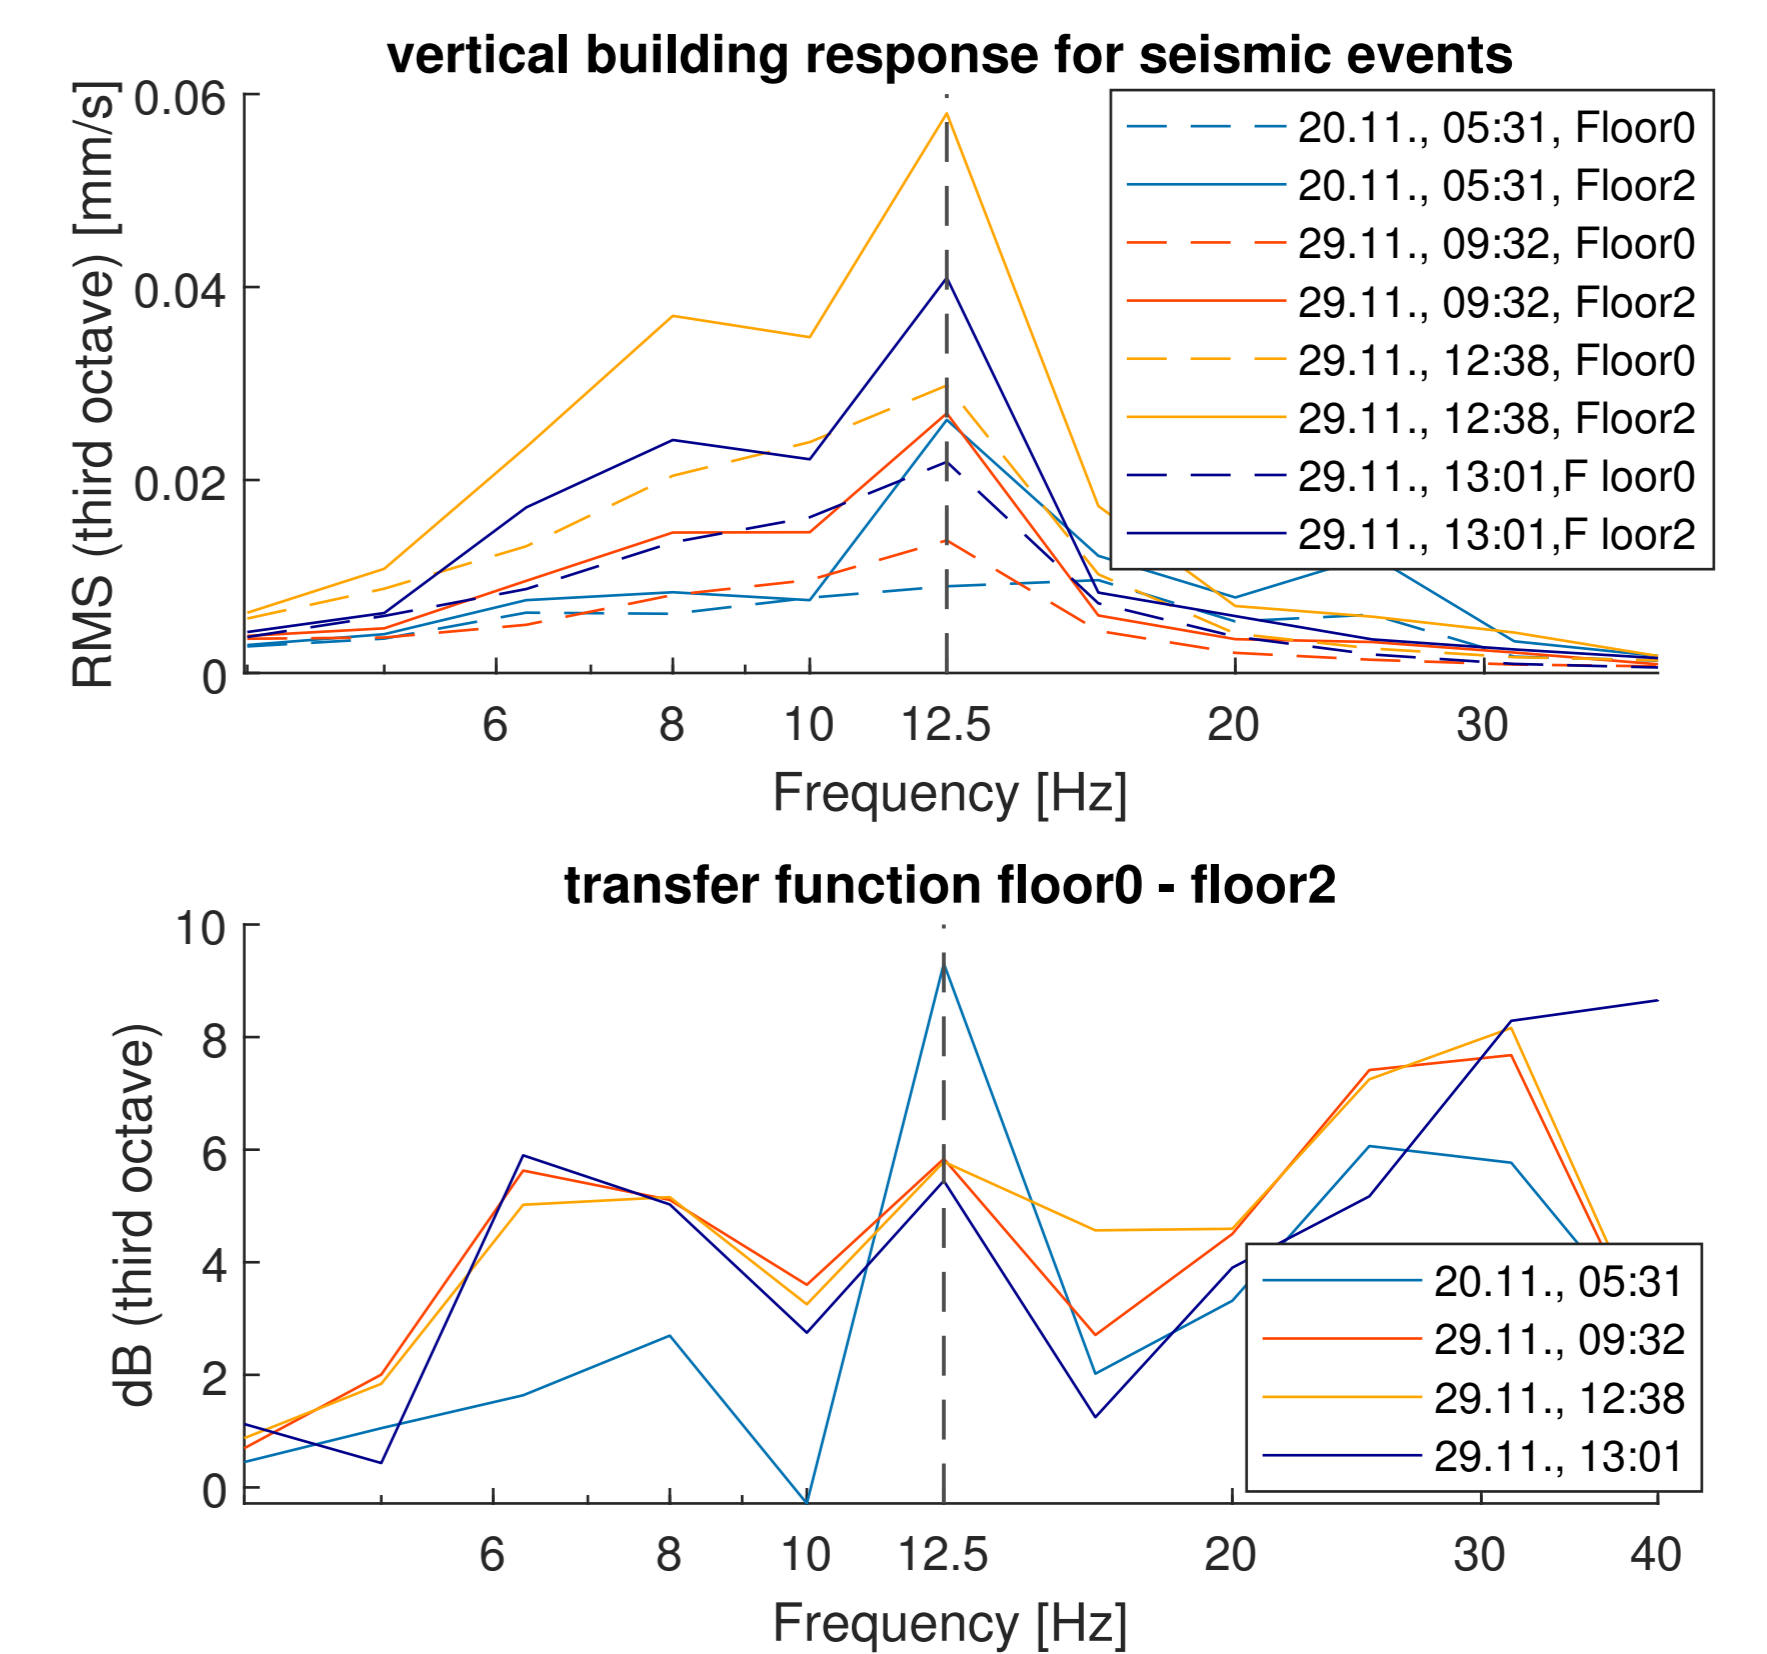 vertical building response for seismic events
RMS (third octave) [mm/s]
0.06
0.04
0.02
0
20.11., 05:31, Floor0
20.11., 05:31, Floor2
29.11., 09:32, Floor0
29.11., 09:32, Floor2
29.11., 12:38, Floor0
29.11., 12:38, Floor2
29.11., 13:01,F loor0
29.11., 13:01,F loor2
6 8 10 12.5 20 30
Frequency [Hz]
transfer function floor0 - floor2
dB (third octave)
10
8
6
4
2
0
20.11., 05:31
29.11., 09:32
29.11., 12:38
29.11., 13:01
6 8 10 12.5 20 30 40
Frequency [Hz]